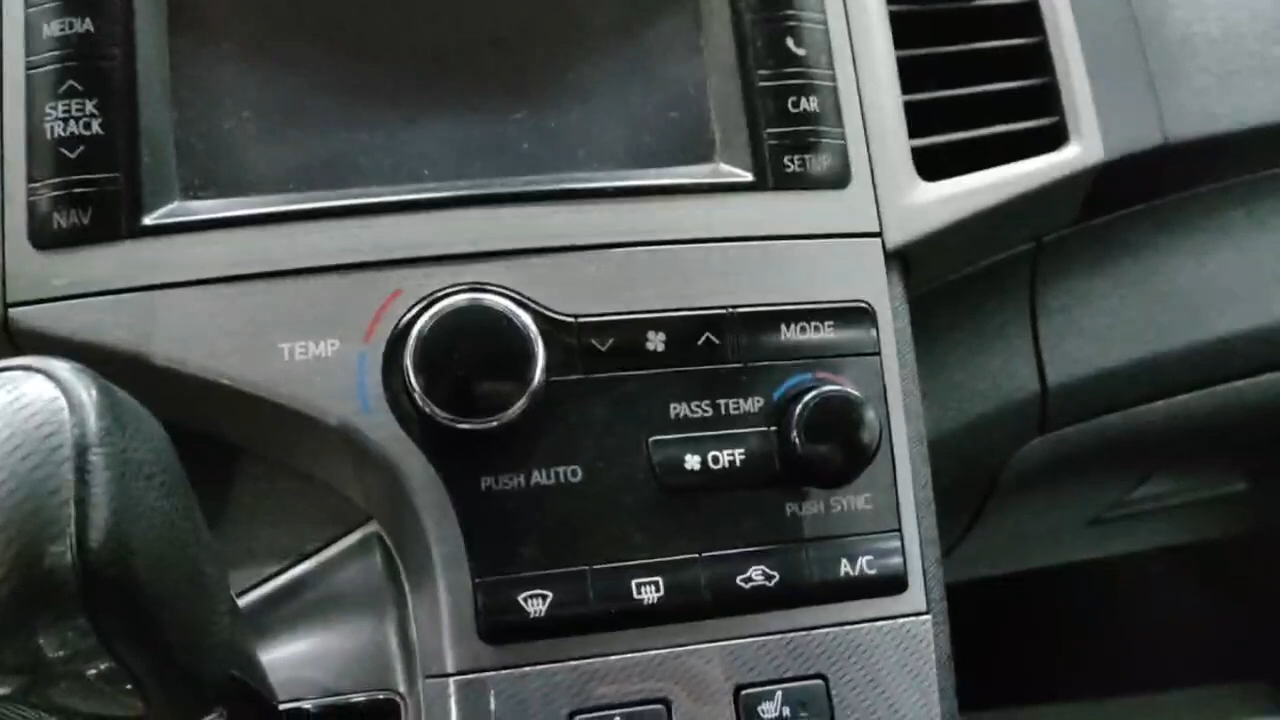 MEDIA
SEEK
TRACK
NAV
CAR
SETUP
TEMP
MODE
PASS TEMP
OFF
PUSH AUTO
PUSH SYNC
A/C
R